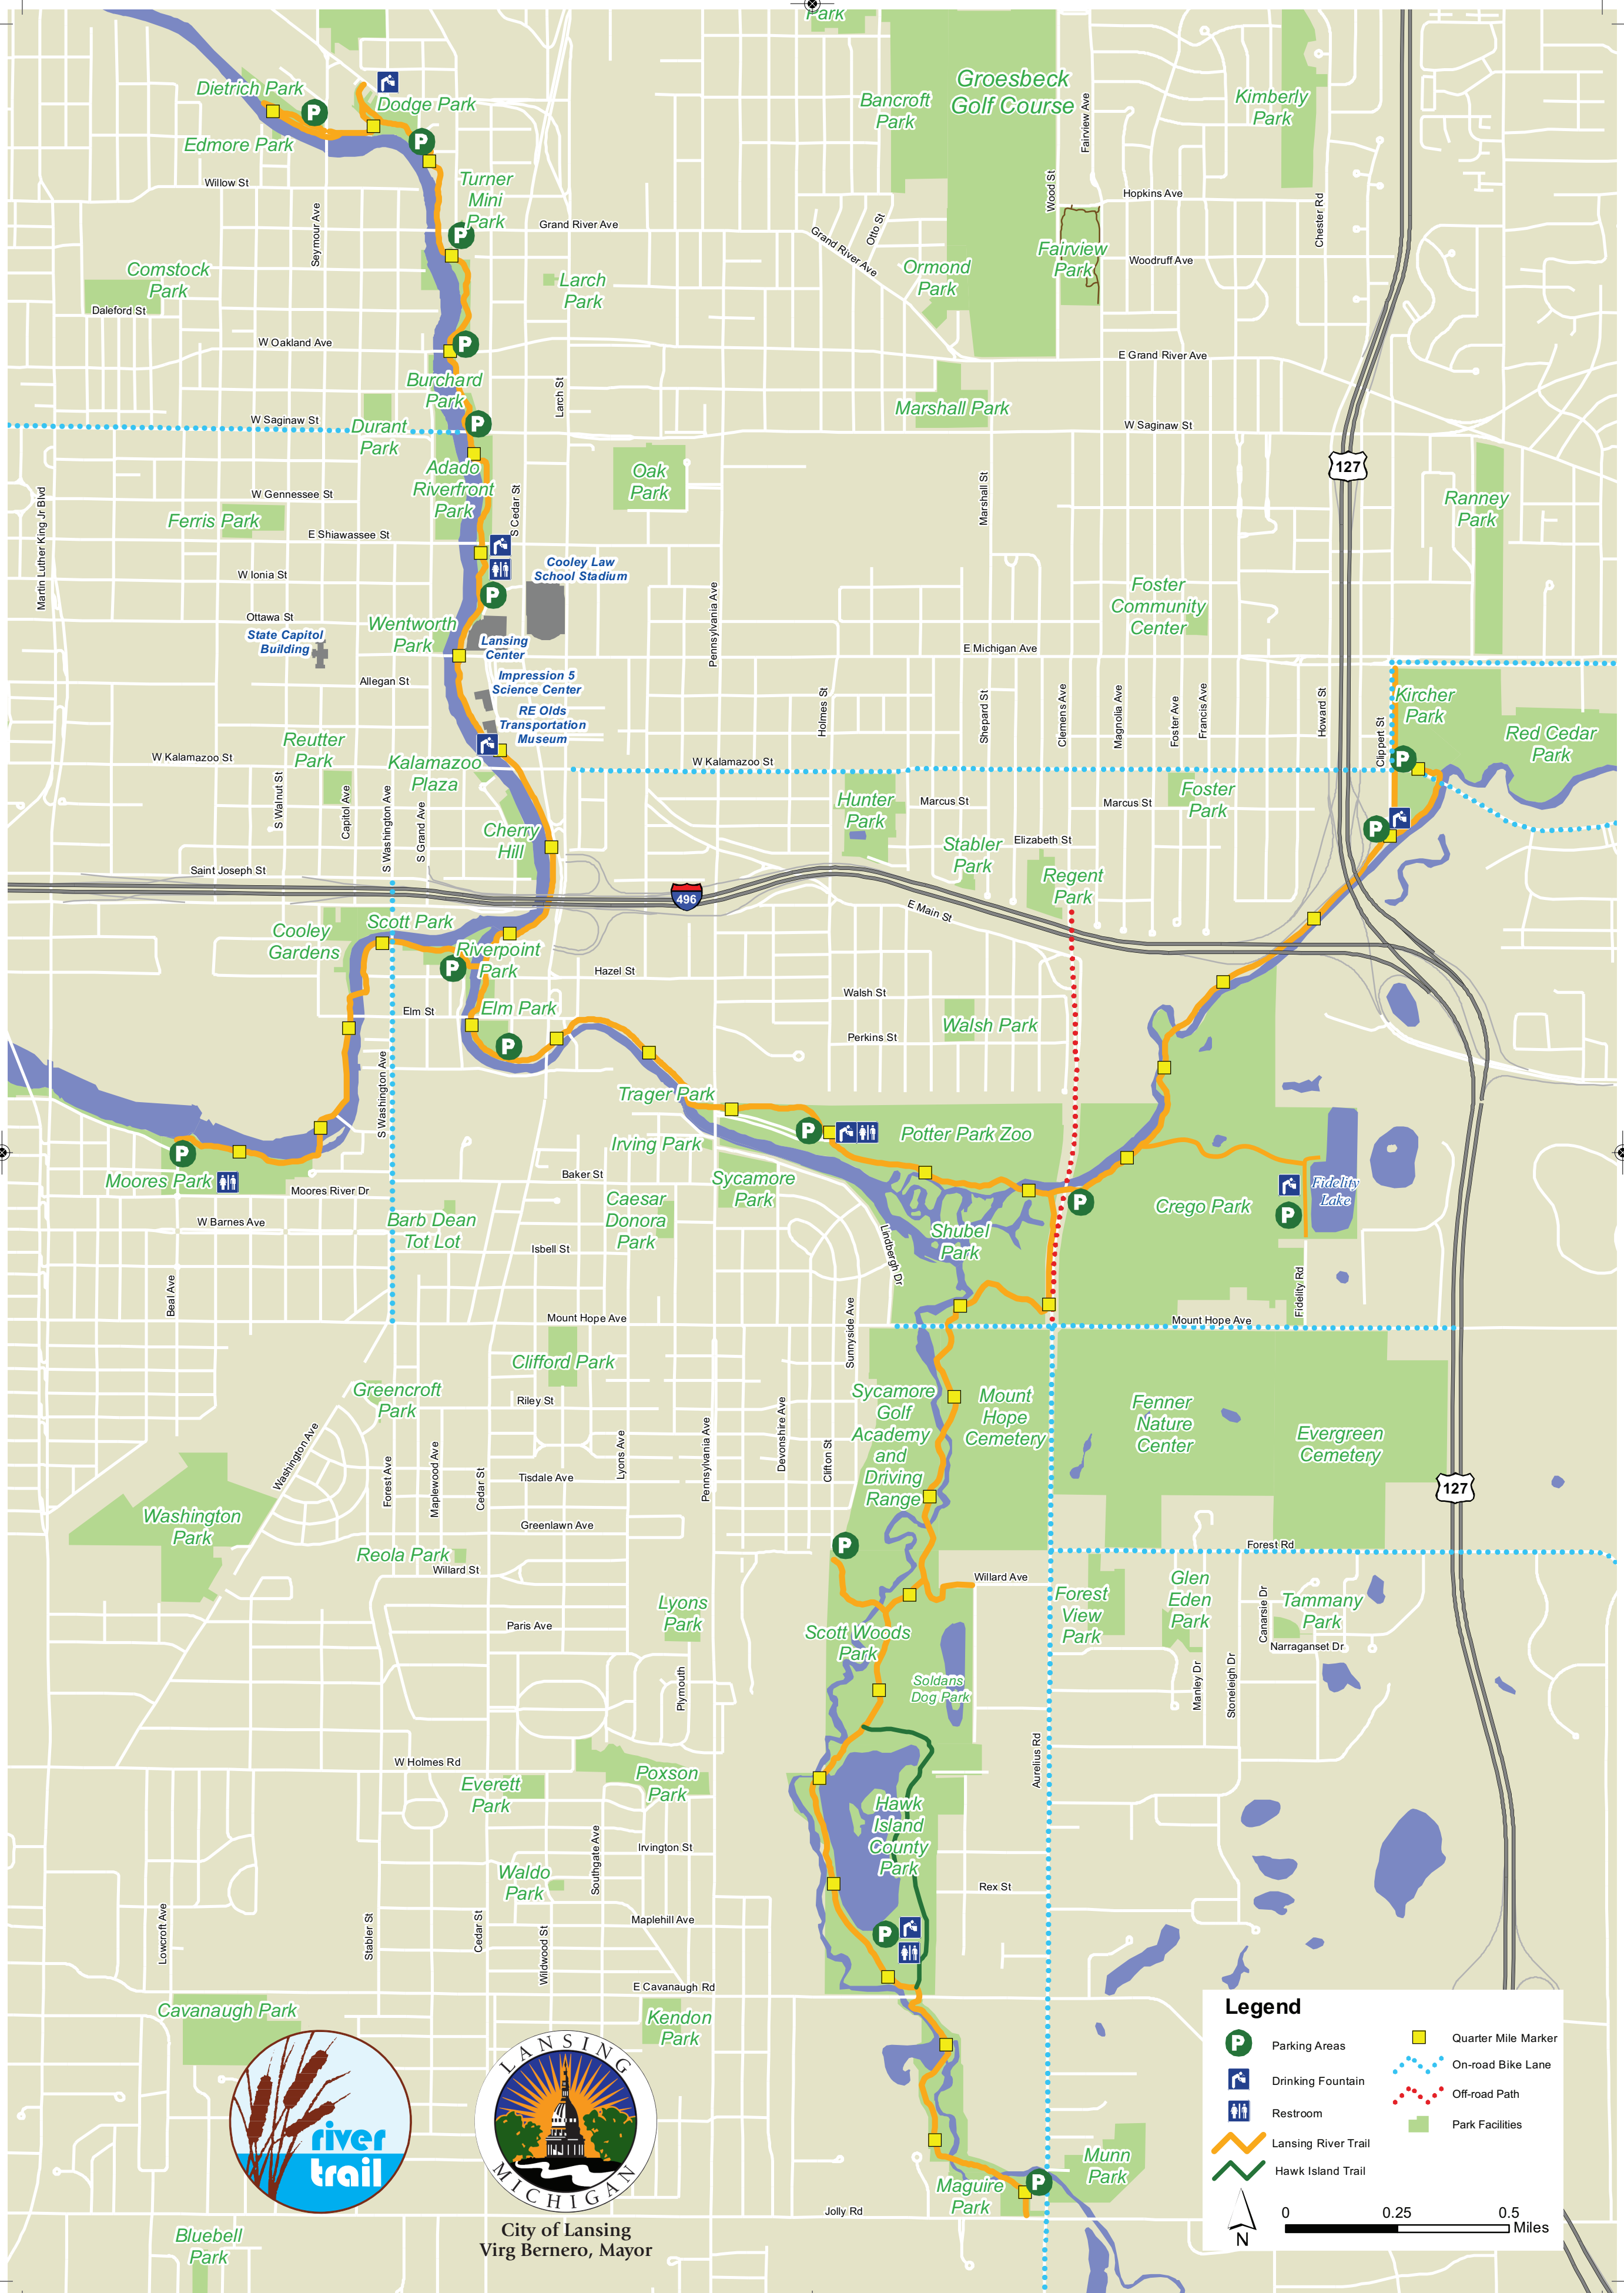 Park
Dietrich Park
Dodge Park
Edmore Park
Willow St
Seymour Ave
Turner
Mini
Park
Grand River Ave
Comstock
Park
Daleford St
Larch
Park
W Oakland Ave
Burchard
Park
Larch St
W Saginaw St
Durant
Park
Adado
Riverfront
Park
S Cedar St
Oak
Park
W Gennessee St
Ferris Park
E Shiawassee St
W Ionia St
Martin Luther King Jr Blvd
Cooley Law
School Stadium
Ottawa St
State Capitol
Building
Wentworth
Park
Lansing
Center
Allegan St
Impression 5
Science Center
RE Olds
Transportation
Museum
Pennsylvania Ave
Reutter
Park
W Kalamazoo St
Kalamazoo
Plaza
W Kalamazoo St
S Walnut St
Capitol Ave
S Washington Ave
S Grand Ave
Cherry
Hill
Saint Joseph St
496
Bancroft
Park
Groesbeck
Golf Course
Fairview Ave
Kimberly
Park
Wood St
Hopkins Ave
Chester Rd
Otto St
Grand River Ave
Ormond
Park
Fairview
Park
Woodruff Ave
E Grand River Ave
Marshall Park
W Saginaw St
127
Marshall St
Ranney
Park
Foster
Community
Center
E Michigan Ave
Holmes St
Shepard St
Clemens Ave
Magnolia Ave
Foster Ave
Francis Ave
Howard St
Clippert St
Kircher
Park
Red Cedar
Park
Hunter
Park
Marcus St
Marcus St
Foster
Park
Stabler
Park
Elizabeth St
Regent
Park
E Main St
Cooley
Gardens
Scott Park
Riverpoint
Park
Hazel St
Elm St
Elm Park
Walsh St
Walsh Park
Perkins St
S Washington Ave
Trager Park
Irving Park
Potter Park Zoo
Moores Park
Moores River Dr
W Barnes Ave
Baker St
Sycamore
Park
Caesar
Donora
Park
Barb Dean
Tot Lot
Isbell St
Lindbergh Dr
Shubel
Park
Crego Park
Fidelity
Lake
Fidelity Rd
Beal Ave
Mount Hope Ave
Mount Hope Ave
Sunnyside Ave
Clifford Park
Greencroft
Park
Riley St
Sycamore
Golf
Academy
and
Driving
Range
Mount
Hope
Cemetery
Fenner
Nature
Center
Evergreen
Cemetery
Washington Ave
Forest Ave
Maplewood Ave
Cedar St
Tisdale Ave
Lyons Ave
Pennsylvania Ave
Devonshire Ave
Clifton St
127
Washington
Park
Greenlawn Ave
Reola Park
Willard St
Forest Rd
Willard Ave
Lyons
Park
Paris Ave
Scott Woods
Park
Forest
View
Park
Glen
Eden
Park
Canarsie Dr
Tammany
Park
Narraganset Dr
Plymouth
Soldans
Dog Park
Manley Dr
Stoneleigh Dr
Aurelius Rd
W Holmes Rd
Everett
Park
Poxson
Park
Hawk
Island
County
Park
Irvington St
Southgate Ave
Waldo
Park
Rex St
Lowcroft Ave
Stabler St
Cedar St
Wildwood St
Maplehill Ave
E Cavanaugh Rd
Cavanaugh Park
Kendon
Park
river
trail
LANSING
MICHIGAN
City of Lansing
Virg Bernero, Mayor
Bluebell
Park
Jolly Rd
Maguire
Park
Munn
Park
Legend
P Parking Areas
Drinking Fountain
Restroom
Lansing River Trail
Hawk Island Trail
Quarter Mile Marker
On-road Bike Lane
Off-road Path
Park Facilities
N
0 0.25 0.5
Miles